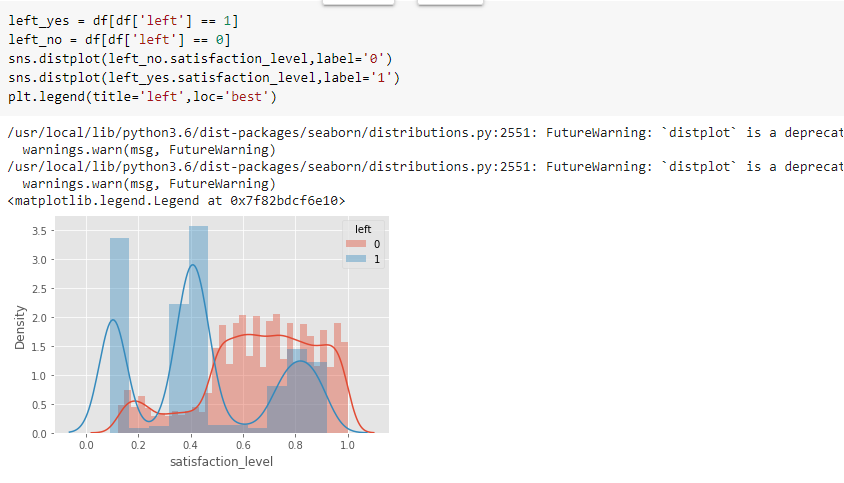 left_yes = df[df['left'] == 1]
left_no = df[df['left'] == 0]
sns.distplot(left_no.satisfaction_level,label='0')
sns.distplot(left_yes.satisfaction_level,label='1')
plt.legend(title='left',loc='best')
/usr/local/lib/python3.6/dist-packages/seaborn/distributions.py:2551: FutureWarning: `distplot` is a deprecat
warnings.warn(msg, FutureWarning)
/usr/local/lib/python3.6/dist-packages/seaborn/distributions.py:2551: FutureWarning: `distplot` is a deprecat
warnings.warn(msg, FutureWarning)
<matplotlib.legend.Legend at 0x7f82bdcf6e10>
left
0
1
3.5
3.0
2.5
2.0
1.5
1.0
0.5
0.0
Density
0.0 0.2 0.4 0.6 0.8 1.0
satisfaction_level